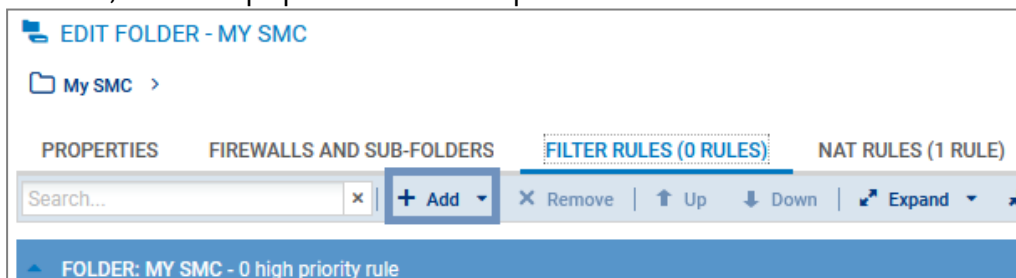 EDIT FOLDER - MY SMC
My SMC >
PROPERTIES FIREWALLS AND SUB-FOLDERS FILTER RULES (0 RULES) NAT RULES (1 RULE)
Search... × + Add Remove Up Down Expand
FOLDER: MY SMC - 0 high priority rule